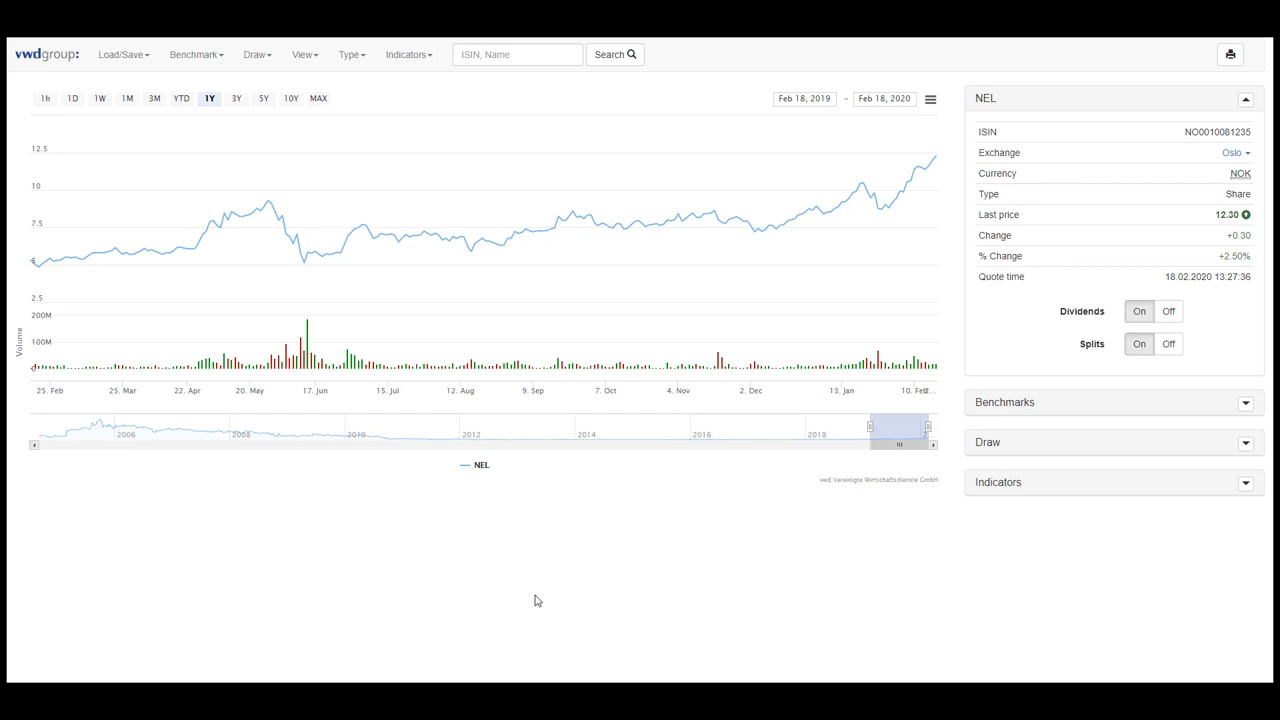 vwdgroup: Load/Save Benchmark Draw View Type Indicators ISIN, Name Search
1h 1D 1W 1M 3M YTD 1Y 3Y 5Y 10Y MAX Feb 18, 2019 - Feb 18, 2020
12.5
10
7.5
5
2.5
200M
100M
Volume
25. Feb 25. Mar 22. Apr 20. May 17. Jun 15. Jul 12. Aug 9. Sep 7. Oct 4. Nov 2. Dec 13. Jan 10. Feb 2...
2006 2008 2010 2012 2014 2016 2018
NEL
vwd Vereinigte Wirtschaftsdienste GmbH
NEL
ISIN NO0010081235
Exchange Oslo
Currency NOK
Type Share
Last price 12.30
Change +0.30
% Change +2.50%
Quote time 18.02.2020 13:27:36
Dividends On Off
Splits On Off
Benchmarks
Draw
Indicators